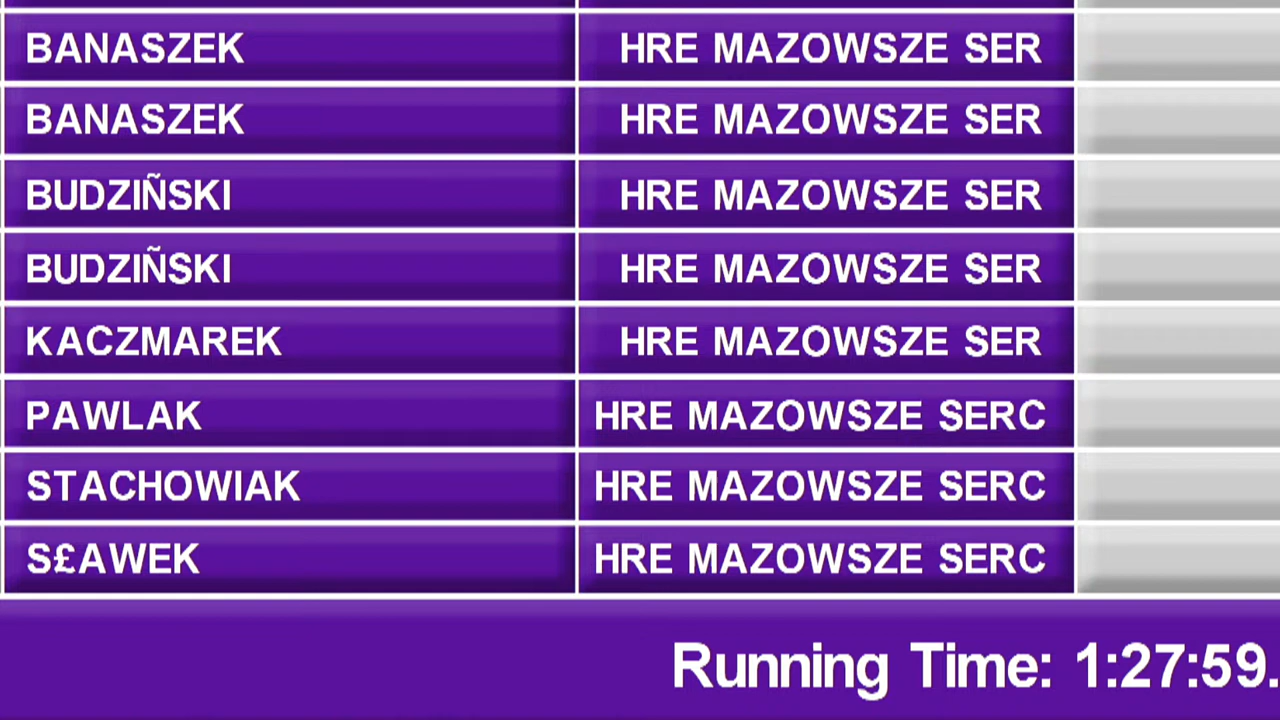 BANASZEK HRE MAZOWSZE SER
BANASZEK HRE MAZOWSZE SER
BUDZIÑSKI HRE MAZOWSZE SER
BUDZIÑSKI HRE MAZOWSZE SER
KACZMAREK HRE MAZOWSZE SER
PAWLAK HRE MAZOWSZE SERC
STACHOWIAK HRE MAZOWSZE SERC
S£AWEK HRE MAZOWSZE SERC
Running Time: 1:27:59.